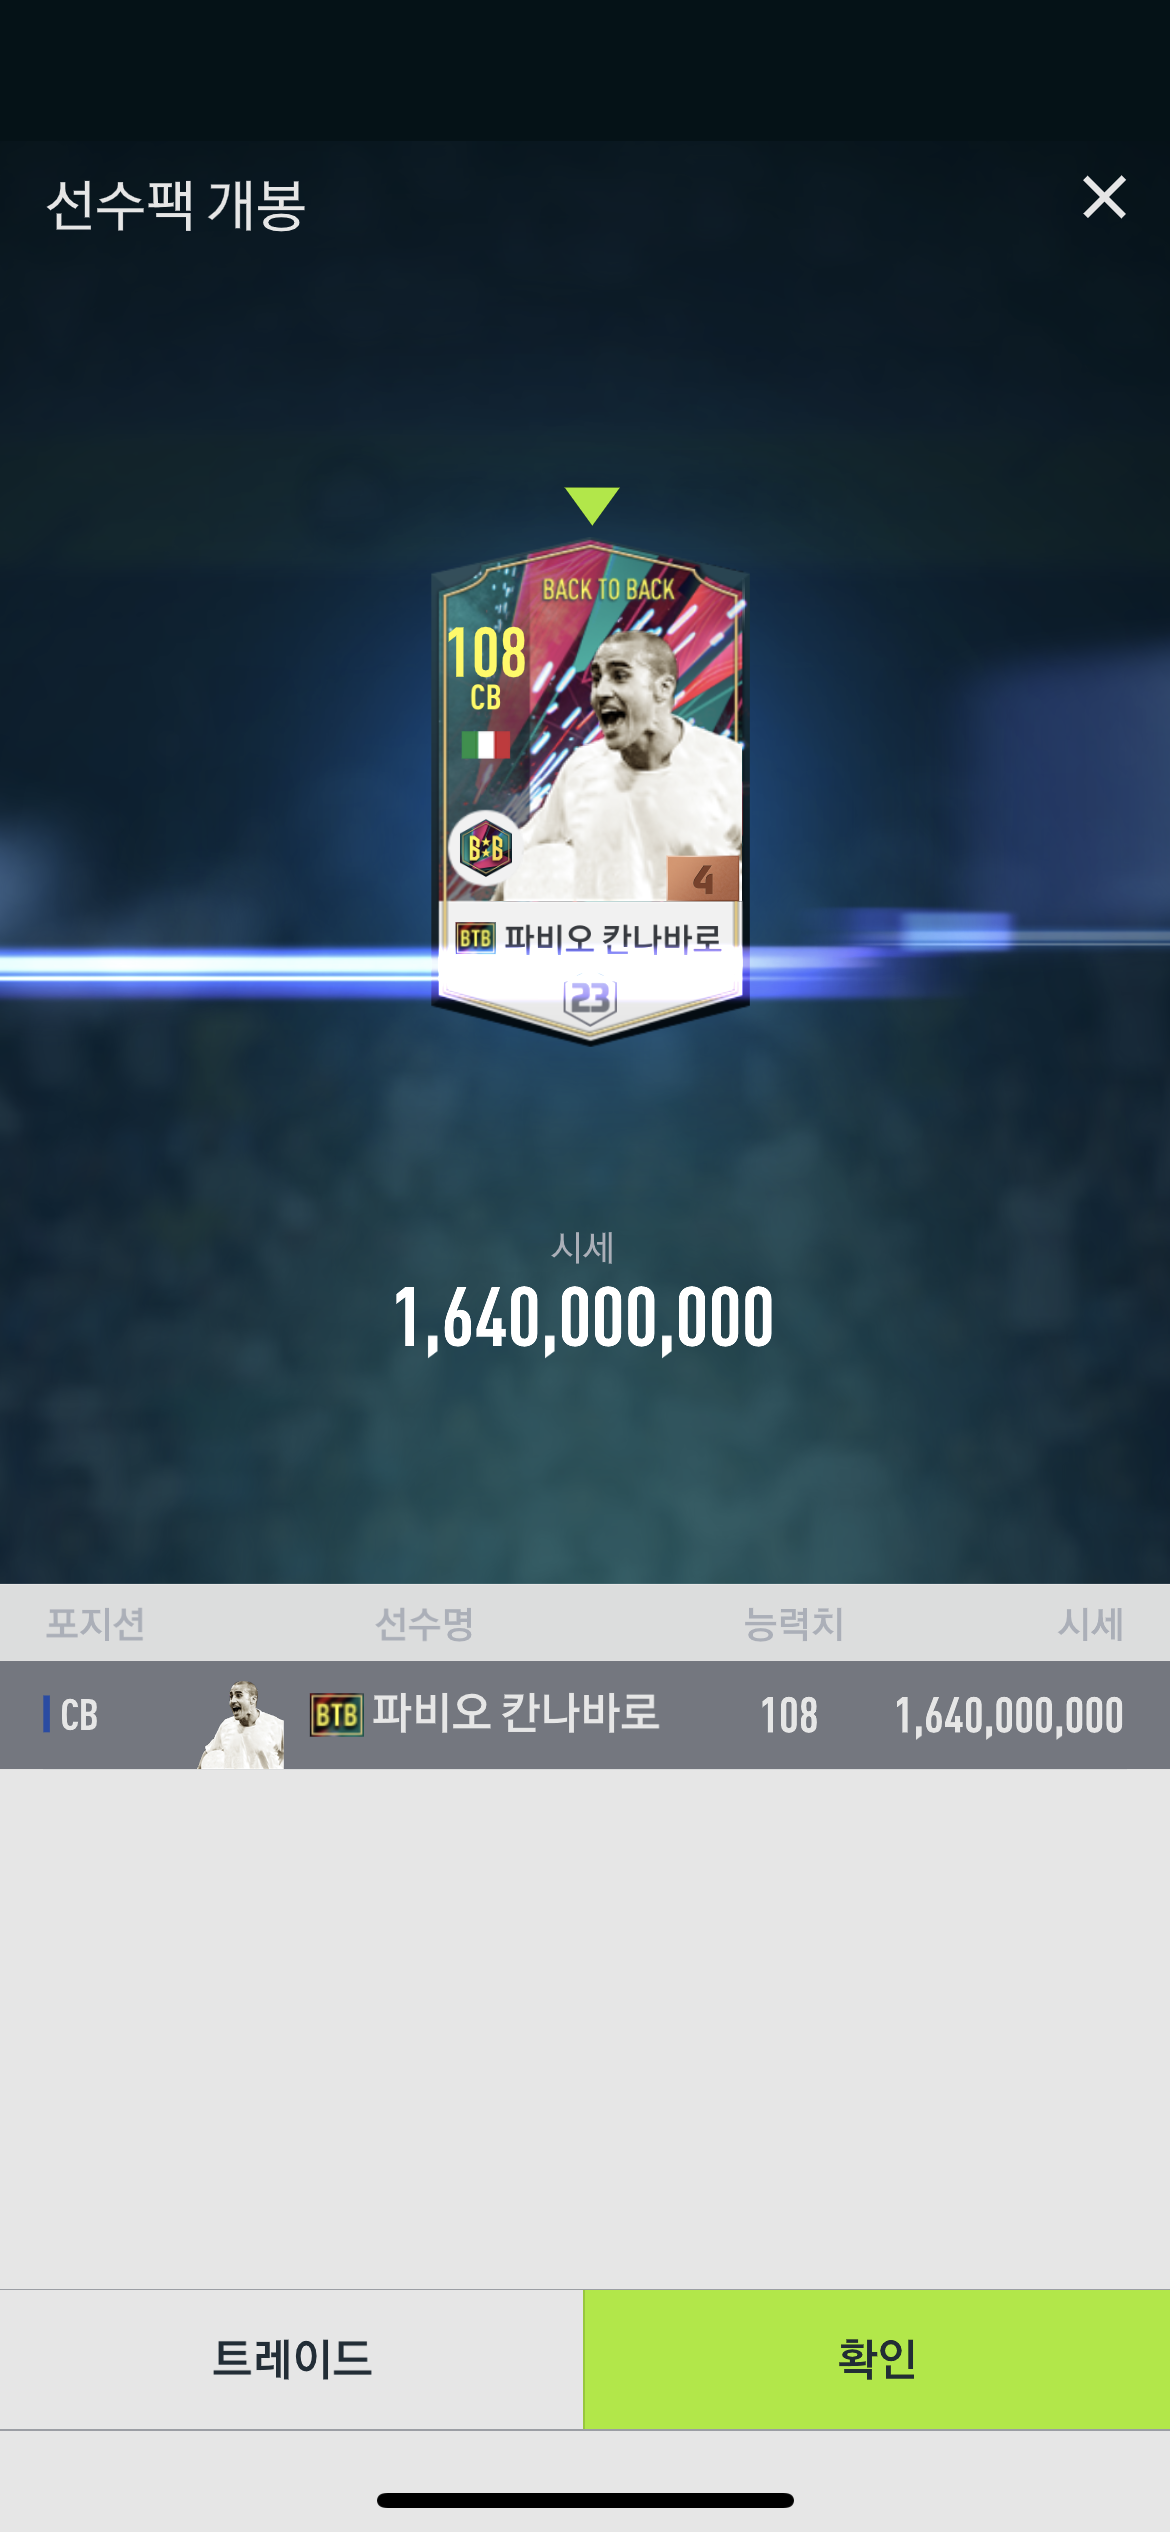 선수팩 개봉
BACK TO BACK
108
CB
B★B
4
BTB 파비오 칸나바로
23
시세
1,640,000,000
포지션 선수명 능력치 시세
CB BTB 파비오 칸나바로 108 1,640,000,000
트레이드 확인